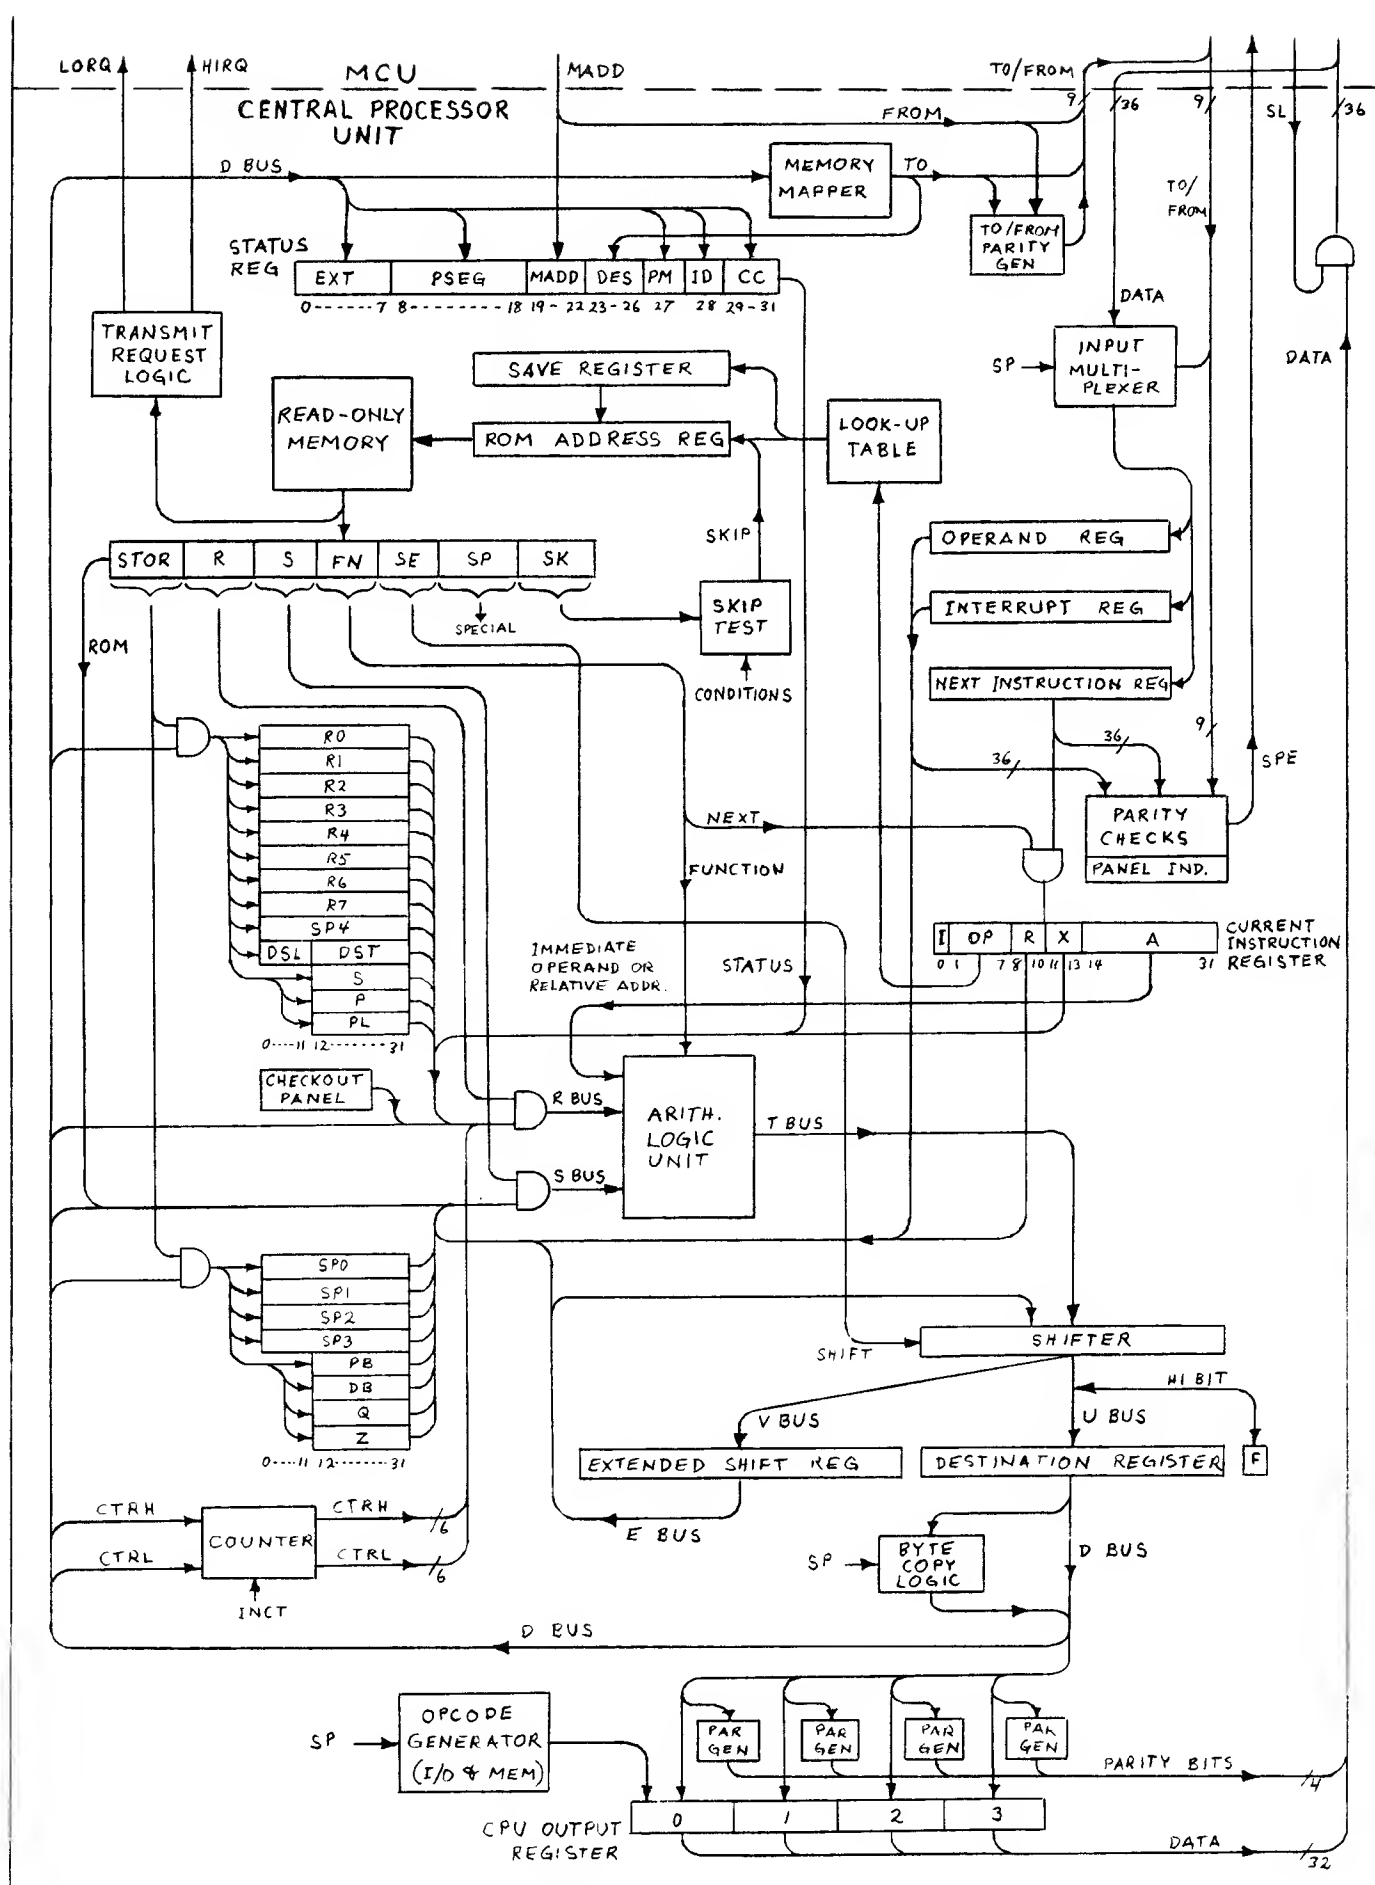 LORQ
HIRQ
MCU
MADD
TO/FROM
CENTRAL PROCESSOR
UNIT
FROM
9
36
9
SL
36
D BUS
MEMORY
MAPPER
TO
TO/
FROM
TO/FROM
PARITY
GEN
STATUS
REG
EXT
PSEG
MADD
DES
PM
ID
CC
0------7 8---------18 19-22 23-26 27 28 29-31
DATA
TRANSMIT
REQUEST
LOGIC
SAVE REGISTER
SP
INPUT
MULTI-
PLEXER
DATA
READ-ONLY
MEMORY
ROM ADDRESS REG
LOOK-UP
TABLE
SKIP
OPERAND REG
STOR
R
S
FN
SE
SP
SK
SPECIAL
SKIP
TEST
INTERRUPT REG
ROM
CONDITIONS
NEXT INSTRUCTION REG
9
36
36
SPE
R0
R1
R2
R3
R4
R5
R6
R7
SP4
DSL
DST
S
P
PL
0----11 12-------31
NEXT
PARITY
CHECKS
PANEL IND.
FUNCTION
I
OP
R
X
A
0 1 7 8 10 11 13 14 31
CURRENT
INSTRUCTION
REGISTER
IMMEDIATE
OPERAND OR
RELATIVE ADDR.
STATUS
CHECKOUT
PANEL
R BUS
ARITH.
LOGIC
UNIT
T BUS
S BUS
SP0
SP1
SP2
SP3
PB
DB
Q
Z
0----11 12-------31
SHIFT
SHIFTER
HI BIT
V BUS
U BUS
EXTENDED SHIFT REG
DESTINATION REGISTER
F
CTRH
CTRH
6
COUNTER
CTRL
CTRL
6
INCT
E BUS
SP
BYTE
COPY
LOGIC
D BUS
D BUS
SP
OPCODE
GENERATOR
(I/O & MEM)
PAR
GEN
PAR
GEN
PAR
GEN
PAR
GEN
PARITY BITS
4
CPU OUTPUT
REGISTER
0
1
2
3
DATA
32